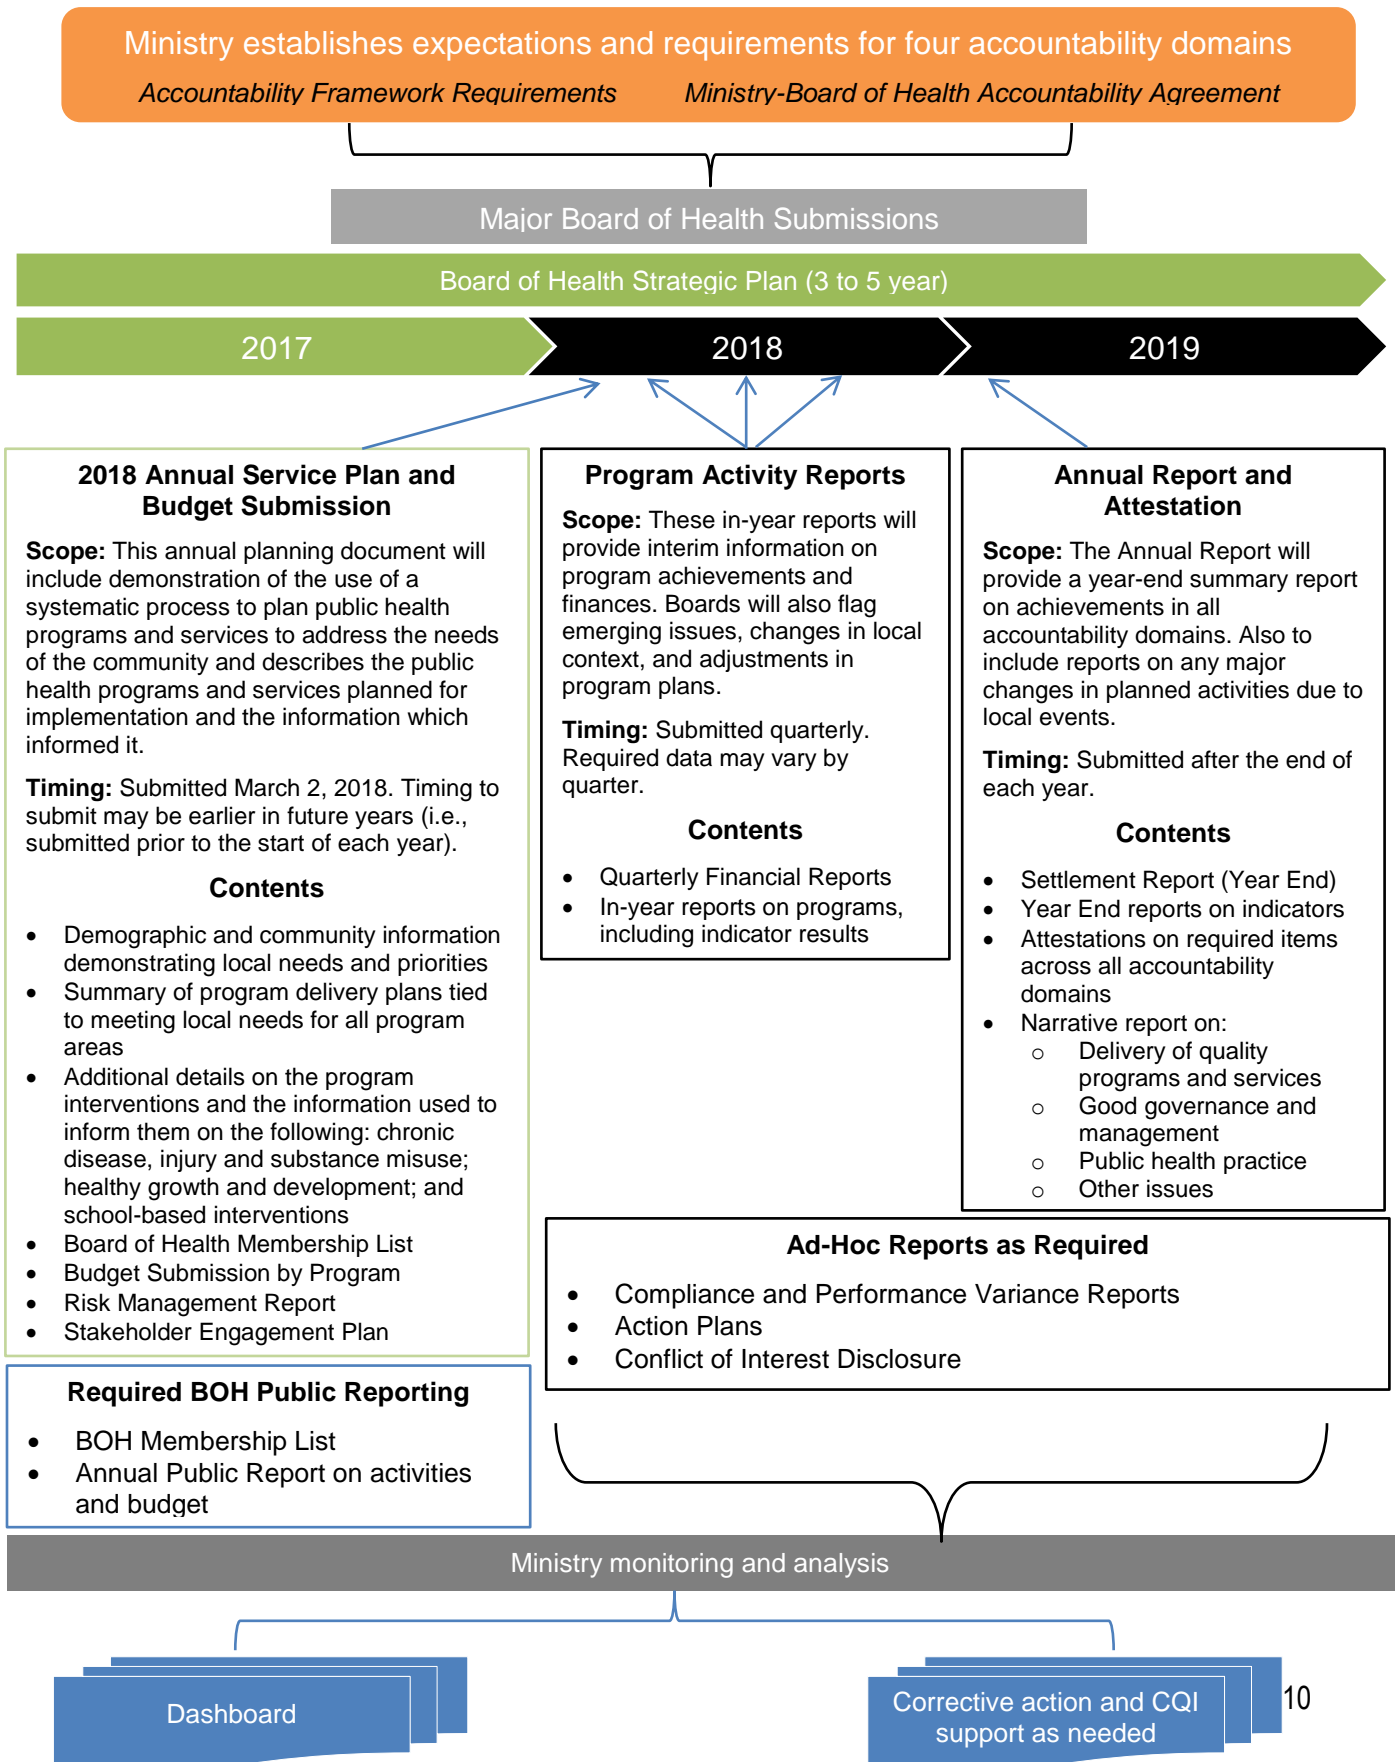 Ministry establishes expectations and requirements for four accountability domains
Accountability Framework Requirements Ministry-Board of Health Accountability Agreement
Major Board of Health Submissions
Board of Health Strategic Plan (3 to 5 year)
2017 2018 2019
2018 Annual Service Plan and
Budget Submission
Scope: This annual planning document will
include demonstration of the use of a
systematic process to plan public health
programs and services to address the needs
of the community and describes the public
health programs and services planned for
implementation and the information which
informed it.
Timing: Submitted March 2, 2018. Timing to
submit may be earlier in future years (i.e.,
submitted prior to the start of each year).
Contents
• Demographic and community information
demonstrating local needs and priorities
• Summary of program delivery plans tied
to meeting local needs for all program
areas
• Additional details on the program
interventions and the information used to
inform them on the following: chronic
disease, injury and substance misuse;
healthy growth and development; and
school-based interventions
• Board of Health Membership List
• Budget Submission by Program
• Risk Management Report
• Stakeholder Engagement Plan
Program Activity Reports
Scope: These in-year reports will
provide interim information on
program achievements and
finances. Boards will also flag
emerging issues, changes in local
context, and adjustments in
program plans.
Timing: Submitted quarterly.
Required data may vary by
quarter.
Contents
• Quarterly Financial Reports
• In-year reports on programs,
including indicator results
Annual Report and
Attestation
Scope: The Annual Report will
provide a year-end summary report
on achievements in all
accountability domains. Also to
include reports on any major
changes in planned activities due to
local events.
Timing: Submitted after the end of
each year.
Contents
• Settlement Report (Year End)
• Year End reports on indicators
• Attestations on required items
across all accountability
domains
• Narrative report on:
o Delivery of quality
programs and services
o Good governance and
management
o Public health practice
o Other issues
Ad-Hoc Reports as Required
• Compliance and Performance Variance Reports
• Action Plans
• Conflict of Interest Disclosure
Required BOH Public Reporting
• BOH Membership List
• Annual Public Report on activities
and budget
Ministry monitoring and analysis
Dashboard
Corrective action and CQI
support as needed
10